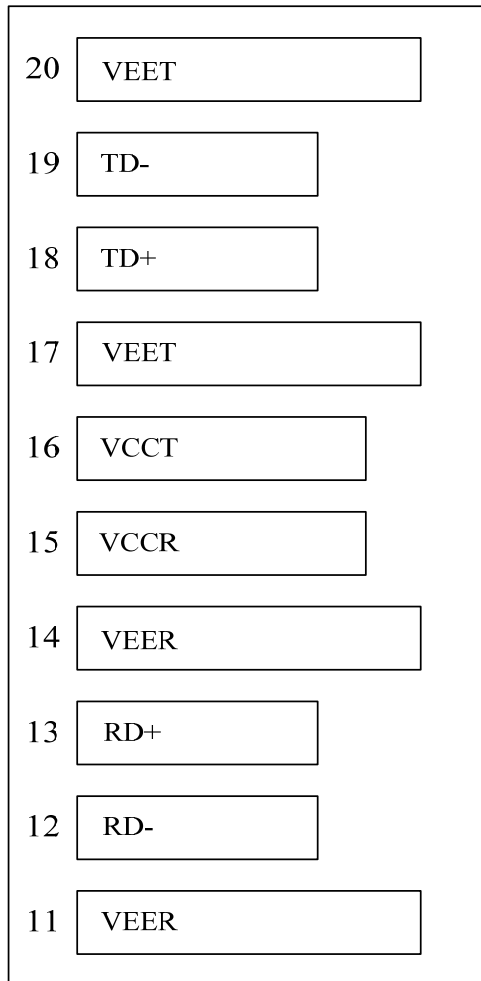 20 VEET
19 TD-
18 TD+
17 VEET
16 VCCT
15 VCCR
14 VEER
13 RD+
12 RD-
11 VEER